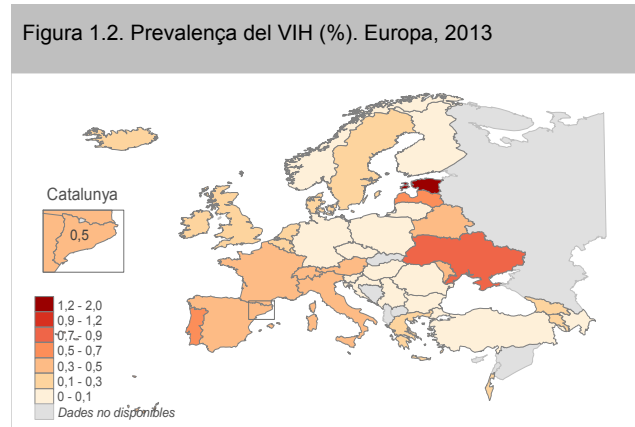 Figura 1.2. Prevalença del VIH (%). Europa, 2013
Catalunya
0,5
1,2 - 2,0
0,9 - 1,2
0,7 - 0,9
0,5 - 0,7
0,3 - 0,5
0,1 - 0,3
0 - 0,1
Dades no disponibles